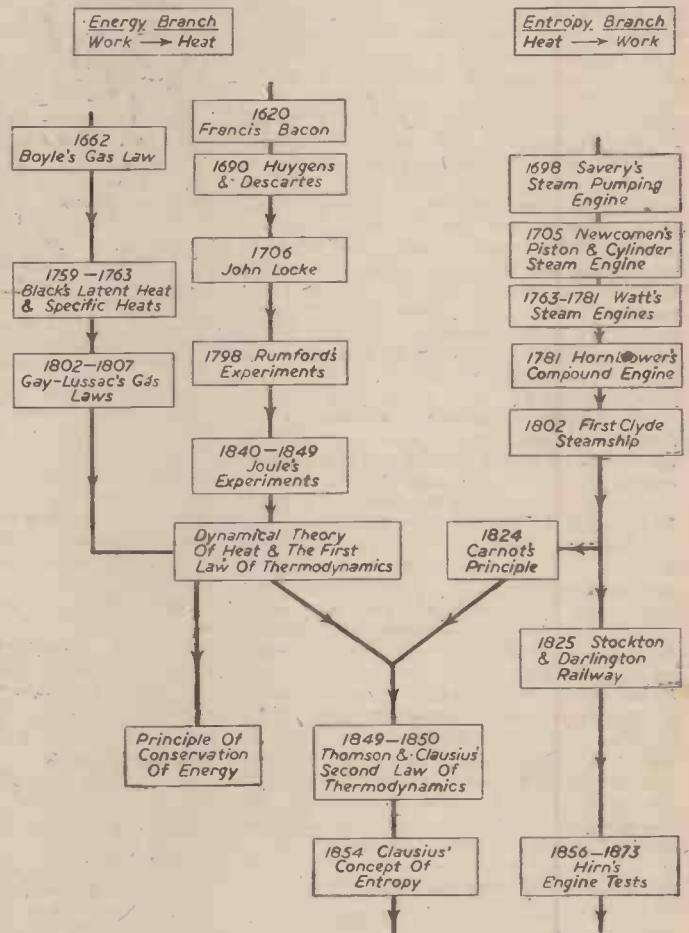 Energy Branch
Work → Heat
Entropy Branch
Heat → Work
1662
Boyle's Gas Law
1759–1763
Black's Latent Heat
& Specific Heats
1802–1807
Gay-Lussac's Gas
Laws
1620
Francis Bacon
1690 Huygens
& Descartes
1706
John Locke
1798 Rumford's
Experiments
1840–1849
Joule's
Experiments
Dynamical Theory
Of Heat & The First
Law Of Thermodynamics
Principle Of
Conservation
Of Energy
1698 Savery's
Steam Pumping
Engine
1705 Newcomen's
Piston & Cylinder
Steam Engine
1763–1781 Watt's
Steam Engines
1781 Hornblower's
Compound Engine
1802 First Clyde
Steamship
1824
Carnot's
Principle
1825 Stockton
& Darlington
Railway
1849–1850
Thomson & Clausius'
Second Law Of
Thermodynamics
1854 Clausius'
Concept Of
Entropy
1856–1873
Hirn's
Engine Tests